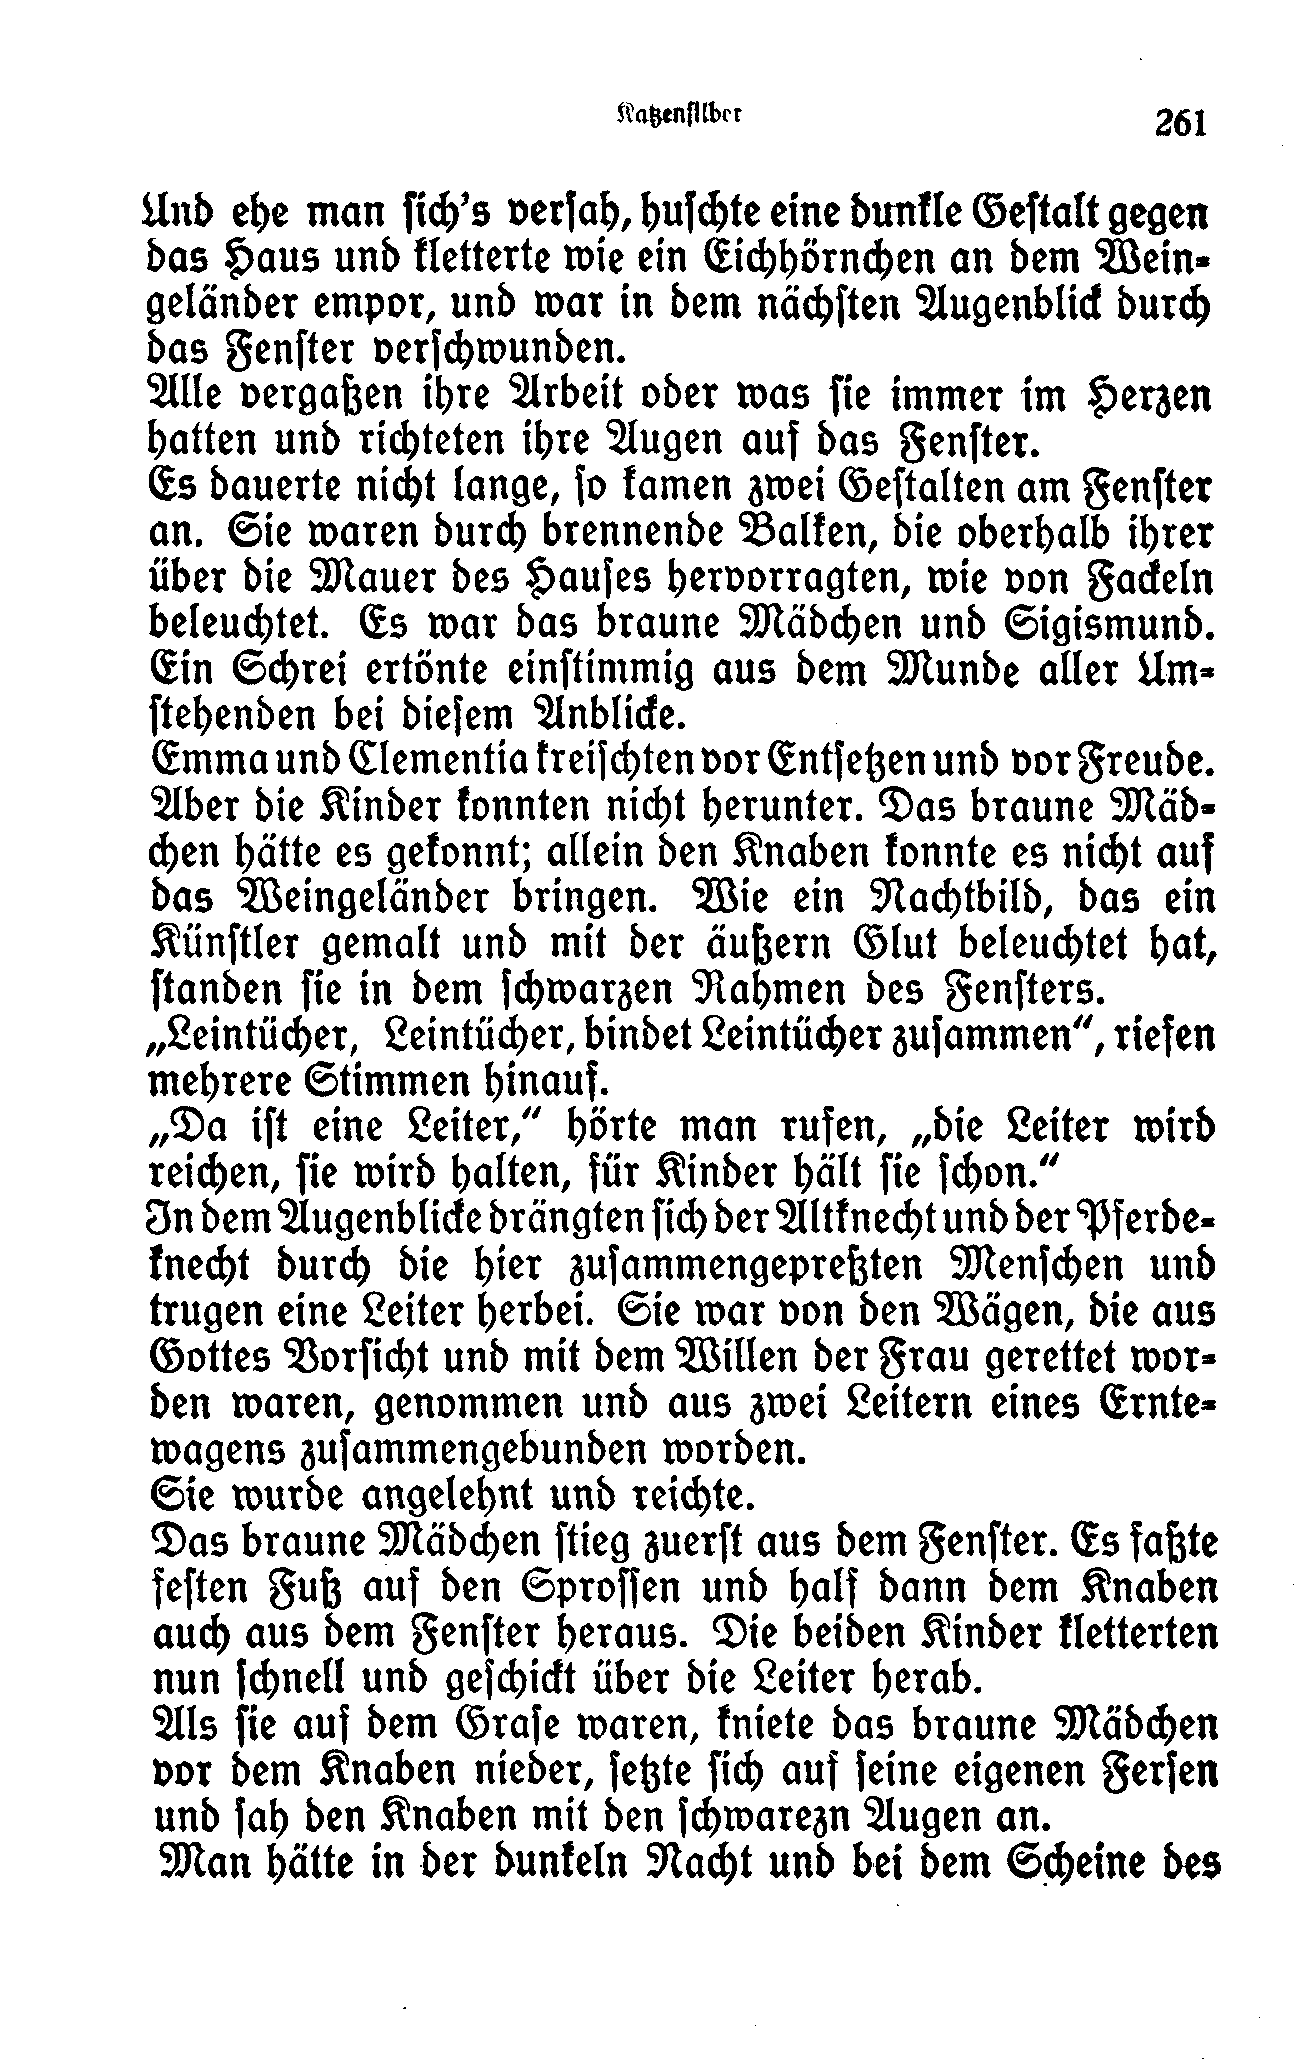 Katzensilber
261
Und ehe man sich's versah, huschte eine dunkle Gestalt gegen
das Haus und kletterte wie ein Eichhörnchen an dem Wein-
geländer empor, und war in dem nächsten Augenblick durch
das Fenster verschwunden.
Alle vergaßen ihre Arbeit oder was sie immer im Herzen
hatten und richteten ihre Augen auf das Fenster.
Es dauerte nicht lange, so kamen zwei Gestalten am Fenster
an. Sie waren durch brennende Balken, die oberhalb ihrer
über die Mauer des Hauses hervorragten, wie von Fackeln
beleuchtet. Es war das braune Mädchen und Sigismund.
Ein Schrei ertönte einstimmig aus dem Munde aller Um-
stehenden bei diesem Anblicke.
Emma und Clementia kreischten vor Entsetzen und vor Freude.
Aber die Kinder konnten nicht herunter. Das braune Mäd-
chen hätte es gekonnt; allein den Knaben konnte es nicht auf
das Weingeländer bringen. Wie ein Nachtbild, das ein
Künstler gemalt und mit der äußern Glut beleuchtet hat,
standen sie in dem schwarzen Rahmen des Fensters.
„Leintücher, Leintücher, bindet Leintücher zusammen“, riefen
mehrere Stimmen hinauf.
„Da ist eine Leiter,“ hörte man rufen, „die Leiter wird
reichen, sie wird halten, für Kinder hält sie schon.“
In dem Augenblicke drängten sich der Altknecht und der Pferde-
knecht durch die hier zusammengepreßten Menschen und
trugen eine Leiter herbei. Sie war von den Wägen, die aus
Gottes Vorsicht und mit dem Willen der Frau gerettet wor-
den waren, genommen und aus zwei Leitern eines Ernte-
wagens zusammengebunden worden.
Sie wurde angelehnt und reichte.
Das braune Mädchen stieg zuerst aus dem Fenster. Es faßte
festen Fuß auf den Sprossen und half dann dem Knaben
auch aus dem Fenster heraus. Die beiden Kinder kletterten
nun schnell und geschickt über die Leiter herab.
Als sie auf dem Grase waren, kniete das braune Mädchen
vor dem Knaben nieder, setzte sich auf seine eigenen Fersen
und sah den Knaben mit den schwarezn Augen an.
Man hätte in der dunkeln Nacht und bei dem Scheine des